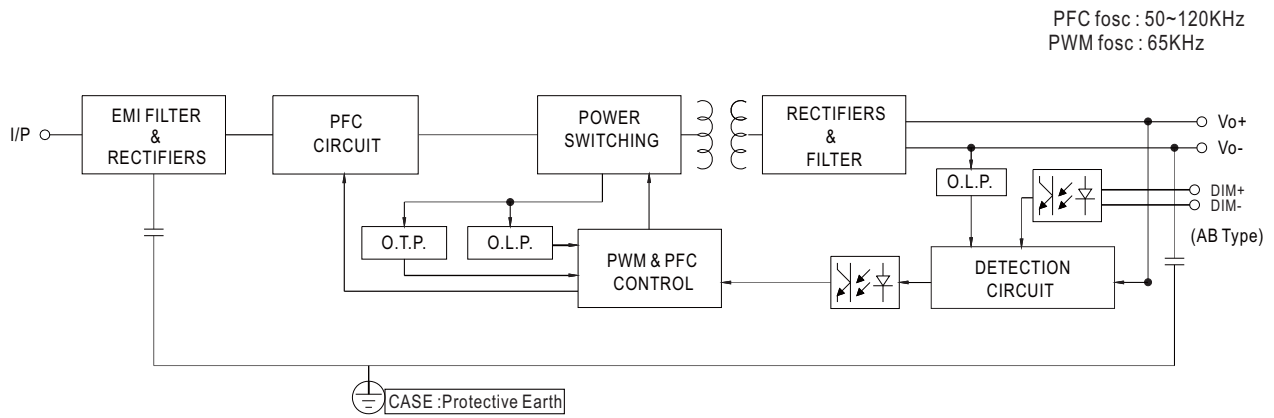 PFC fosc : 50~120KHz
PWM fosc : 65KHz
I/P
EMI FILTER
&
RECTIFIERS
PFC
CIRCUIT
POWER
SWITCHING
RECTIFIERS
&
FILTER
Vo+
Vo-
O.L.P.
DIM+
DIM-
(AB Type)
O.T.P.
O.L.P.
PWM & PFC
CONTROL
DETECTION
CIRCUIT
CASE :Protective Earth